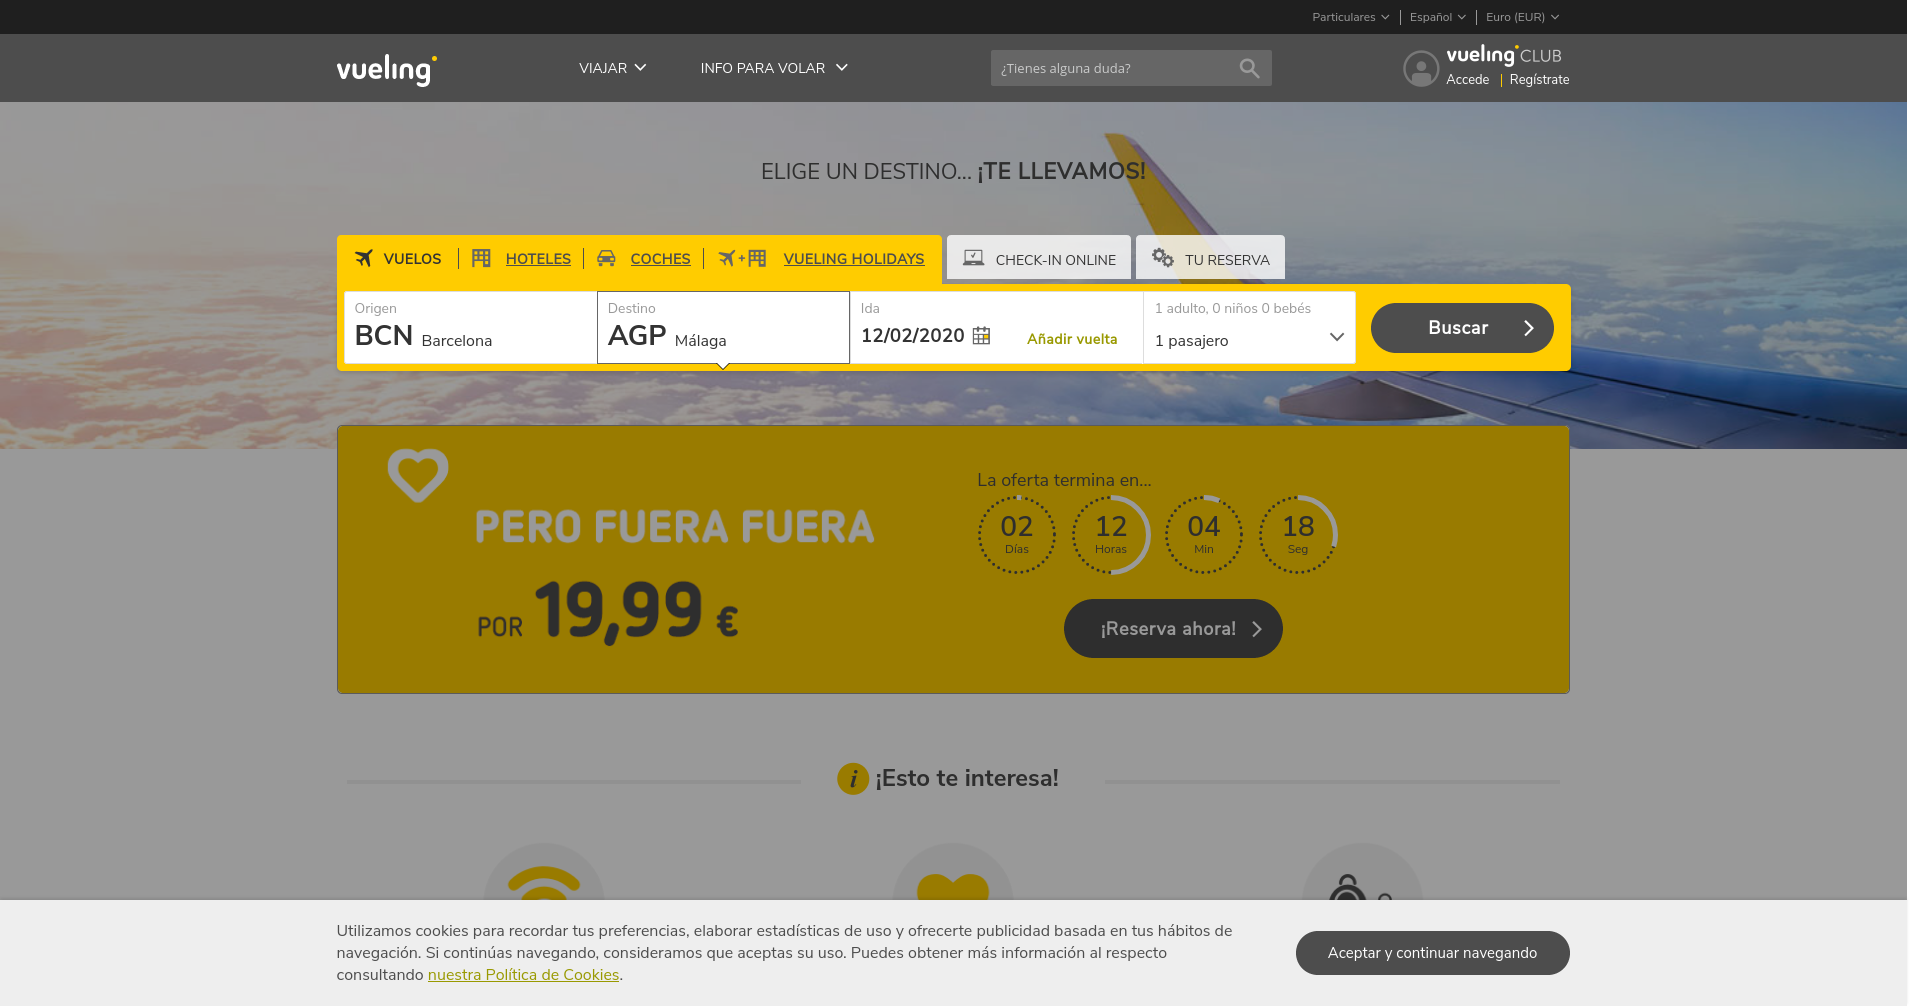 Particulares
Español
Euro (EUR)
vueling
VIAJAR
INFO PARA VOLAR
¿Tienes alguna duda?
vueling CLUB
Accede | Regístrate
ELIGE UN DESTINO... ¡TE LLEVAMOS!
VUELOS
HOTELES
COCHES
+
VUELING HOLIDAYS
CHECK-IN ONLINE
TU RESERVA
Origen
BCN Barcelona
Destino
AGP Málaga
Ida
12/02/2020
Añadir vuelta
1 adulto, 0 niños 0 bebés
1 pasajero
Buscar
PERO FUERA FUERA
POR 19,99 €
La oferta termina en...
02 12 04 18
Días Horas Min Seg
¡Reserva ahora!
i ¡Esto te interesa!
Utilizamos cookies para recordar tus preferencias, elaborar estadísticas de uso y ofrecerte publicidad basada en tus hábitos de
navegación. Si continúas navegando, consideramos que aceptas su uso. Puedes obtener más información al respecto
consultando nuestra Política de Cookies.
Aceptar y continuar navegando